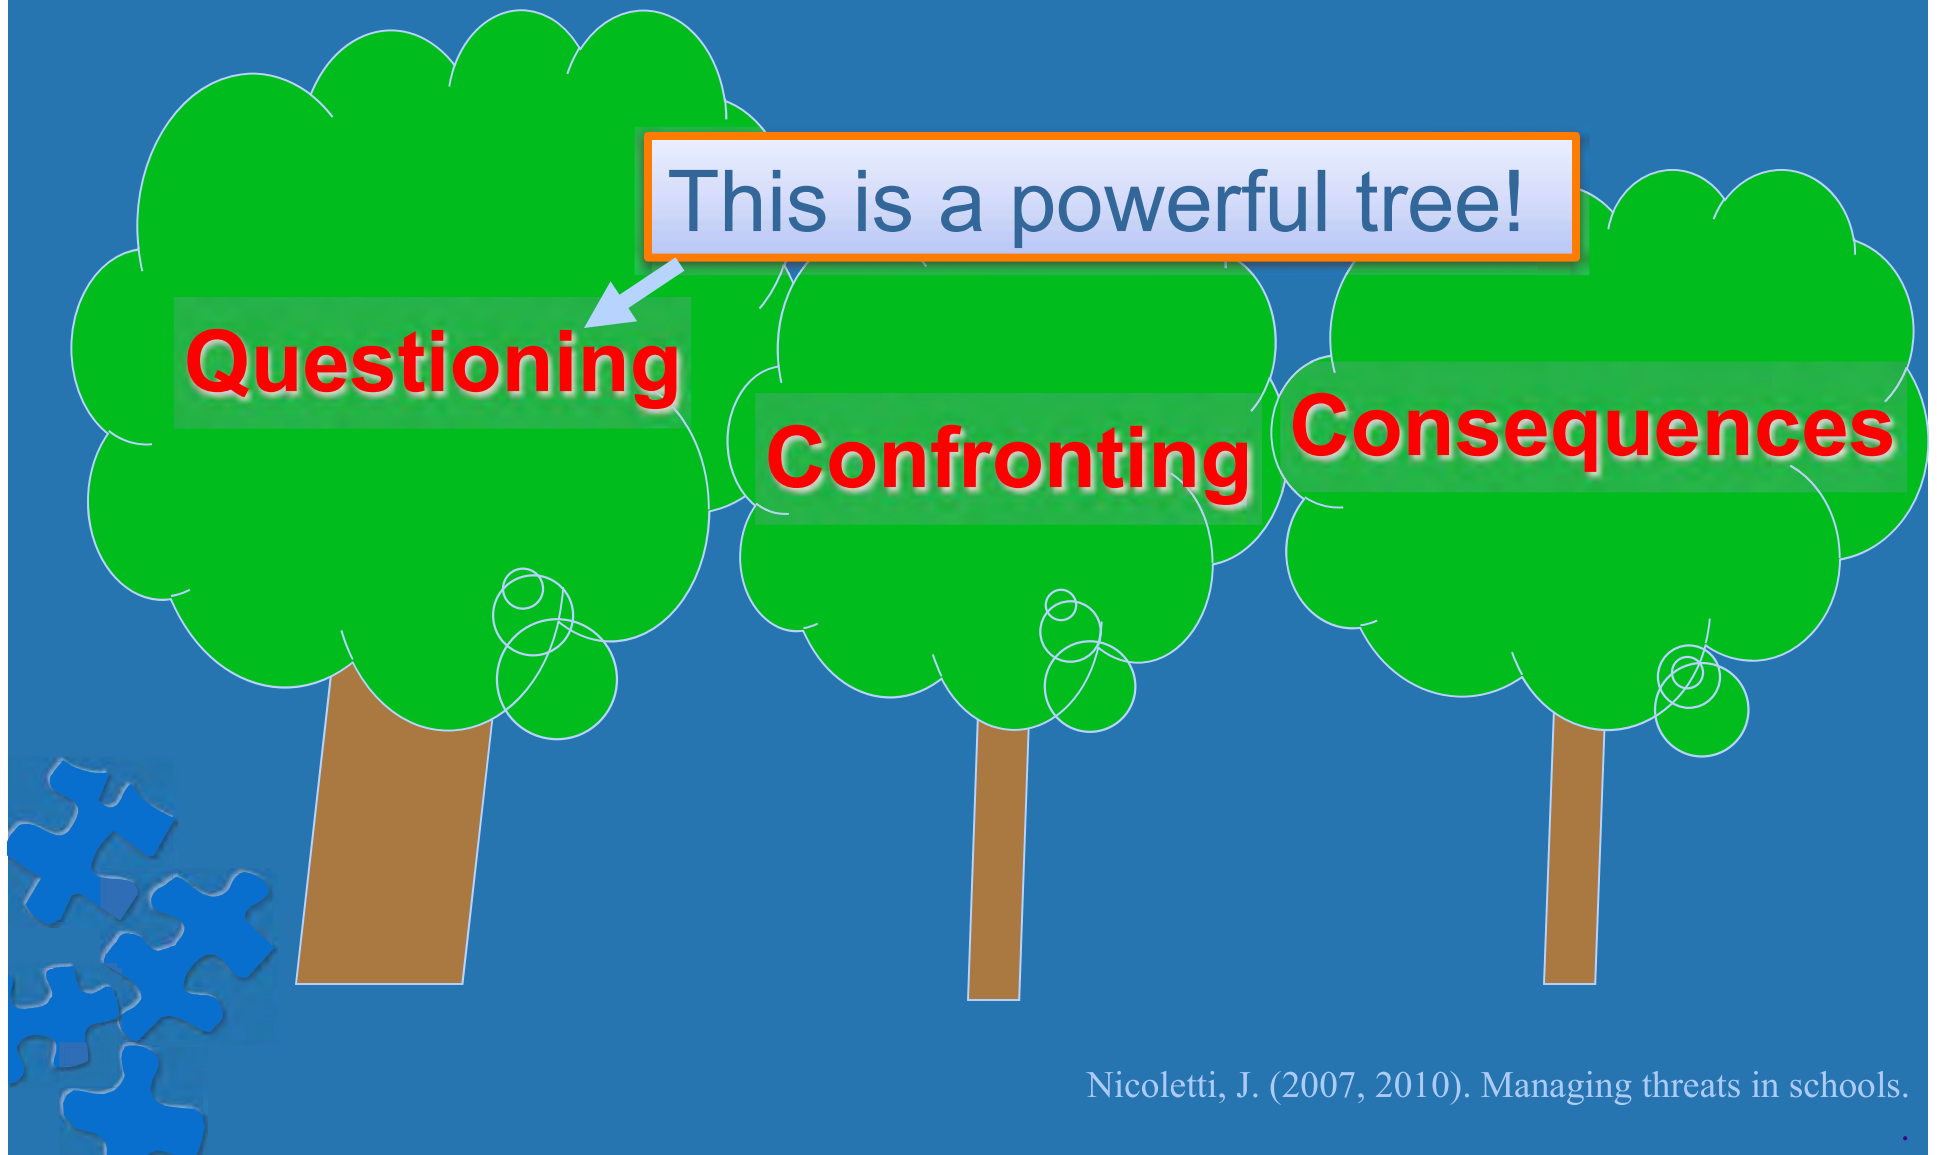 This is a powerful tree!
Questioning
Confronting
Consequences
Nicoletti, J. (2007, 2010). Managing threats in schools.
.